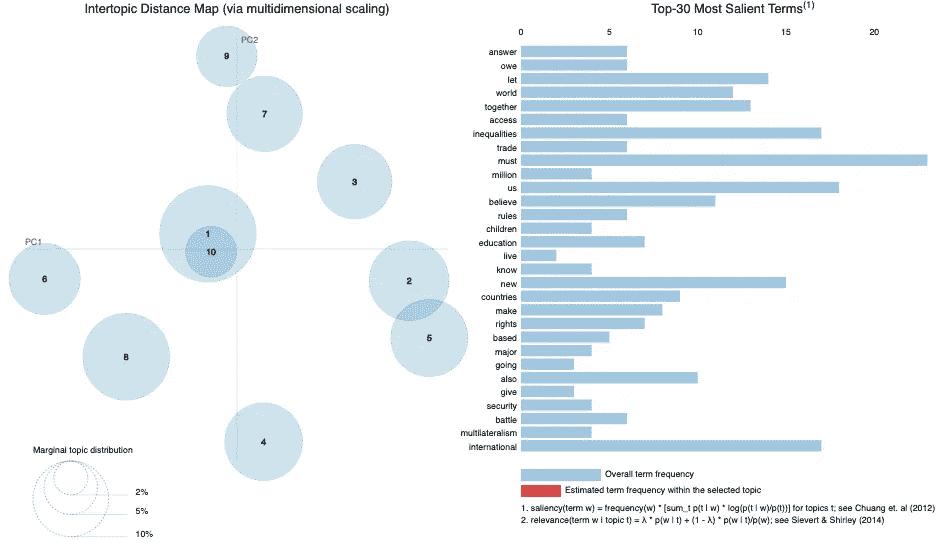 Intertopic Distance Map (via multidimensional scaling)
PC2
9
7
3
1
10
PC1
6
2
5
8
4
Marginal topic distribution
2%
5%
10%
Top-30 Most Salient Terms(1)
0 5 10 15 20
answer
owe
let
world
together
access
inequalities
trade
must
million
us
believe
rules
children
education
live
know
new
countries
make
rights
based
major
going
also
give
security
battle
multilateralism
international
Overall term frequency
Estimated term frequency within the selected topic
1. saliency(term w) = frequency(w) * [sum_t p(t | w) * log(p(t | w)/p(t))] for topics t; see Chuang et. al (2012)
2. relevance(term w | topic t) = λ * p(w | t) + (1 - λ) * p(w | t)/p(w); see Sievert & Shirley (2014)